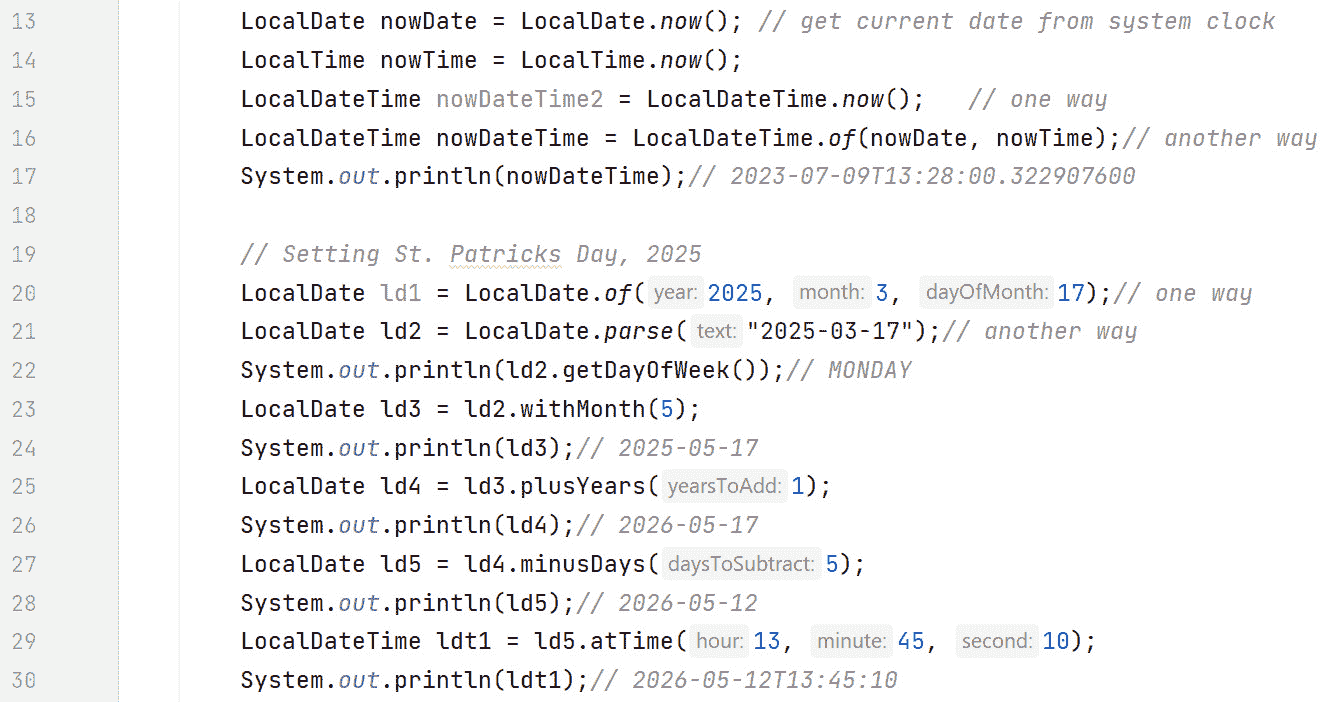 13 LocalDate nowDate = LocalDate.now(); // get current date from system clock
14 LocalTime nowTime = LocalTime.now();
15 LocalDateTime nowDateTime2 = LocalDateTime.now();   // one way
16 LocalDateTime nowDateTime = LocalDateTime.of(nowDate, nowTime);// another way
17 System.out.println(nowDateTime);// 2023-07-09T13:28:00.322907600
18
19 // Setting St. Patricks Day, 2025
20 LocalDate ld1 = LocalDate.of( year: 2025, month: 3, dayOfMonth: 17);// one way
21 LocalDate ld2 = LocalDate.parse( text: "2025-03-17");// another way
22 System.out.println(ld2.getDayOfWeek());// MONDAY
23 LocalDate ld3 = ld2.withMonth(5);
24 System.out.println(ld3);// 2025-05-17
25 LocalDate ld4 = ld3.plusYears( yearsToAdd: 1);
26 System.out.println(ld4);// 2026-05-17
27 LocalDate ld5 = ld4.minusDays( daysToSubtract: 5);
28 System.out.println(ld5);// 2026-05-12
29 LocalDateTime ldt1 = ld5.atTime( hour: 13, minute: 45, second: 10);
30 System.out.println(ldt1);// 2026-05-12T13:45:10